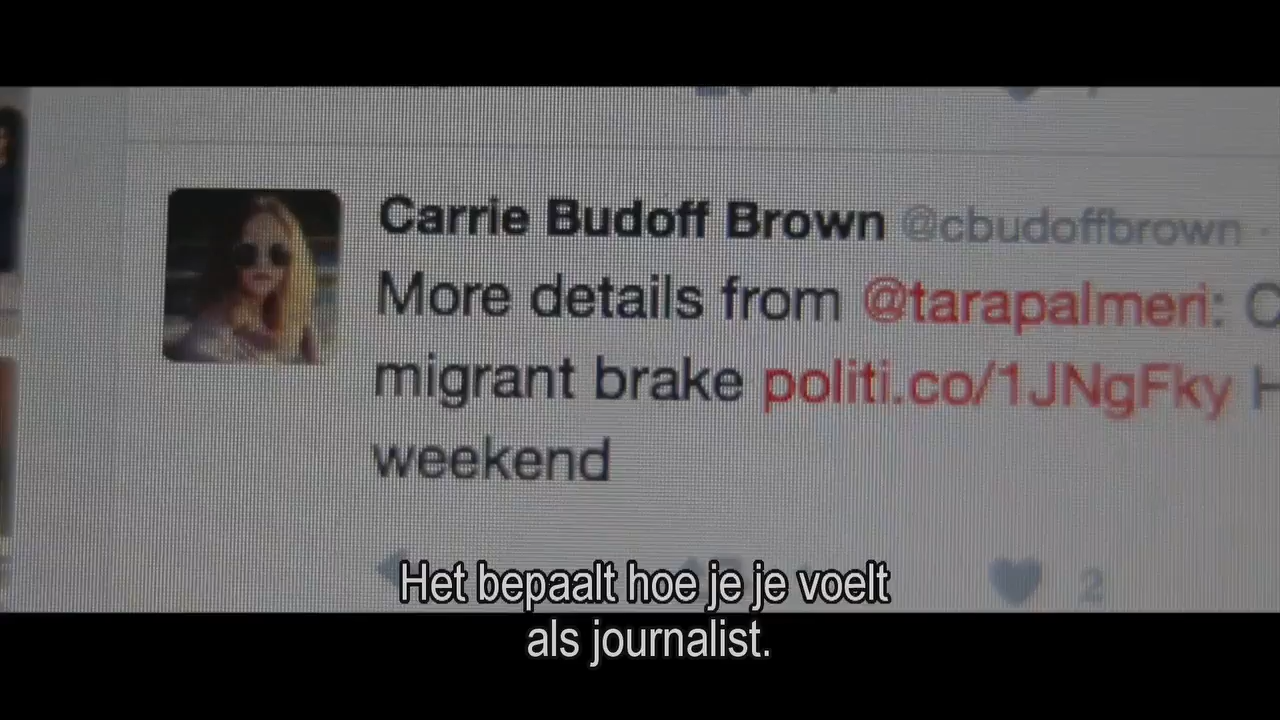 Carrie Budoff Brown @cbudoffbrown ·
More details from @tarapalmeri: C
migrant brake politi.co/1JNgFky H
weekend
2
Het bepaalt hoe je je voelt
als journalist.